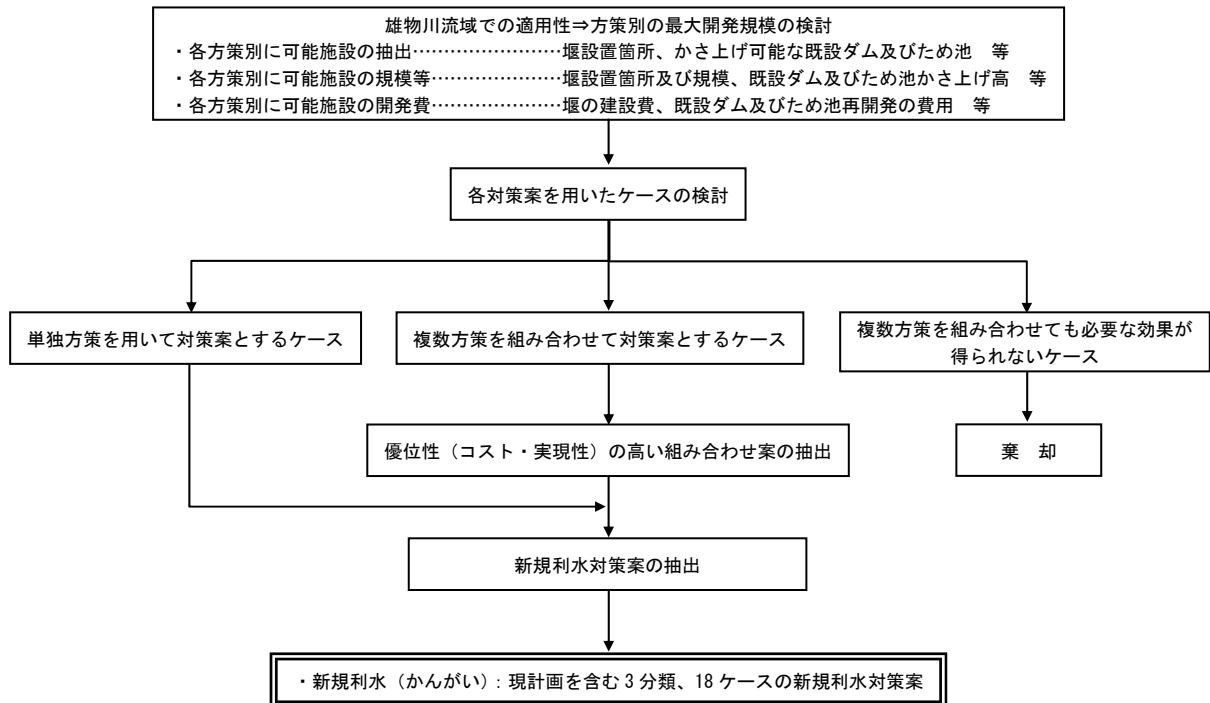 雄物川流域での適用性⇒方策別の最大開発規模の検討
・各方策別に可能施設の抽出……………………堰設置箇所、かさ上げ可能な既設ダム及びため池　等
・各方策別に可能施設の規模等…………………堰設置箇所及び規模、既設ダム及びため池かさ上げ高　等
・各方策別に可能施設の開発費…………………堰の建設費、既設ダム及びため池再開発の費用　等
各対策案を用いたケースの検討
単独方策を用いて対策案とするケース
複数方策を組み合わせて対策案とするケース
複数方策を組み合わせても必要な効果が
得られないケース
優位性（コスト・実現性）の高い組み合わせ案の抽出
棄　却
新規利水対策案の抽出
・新規利水（かんがい）：現計画を含む 3 分類、18 ケースの新規利水対策案